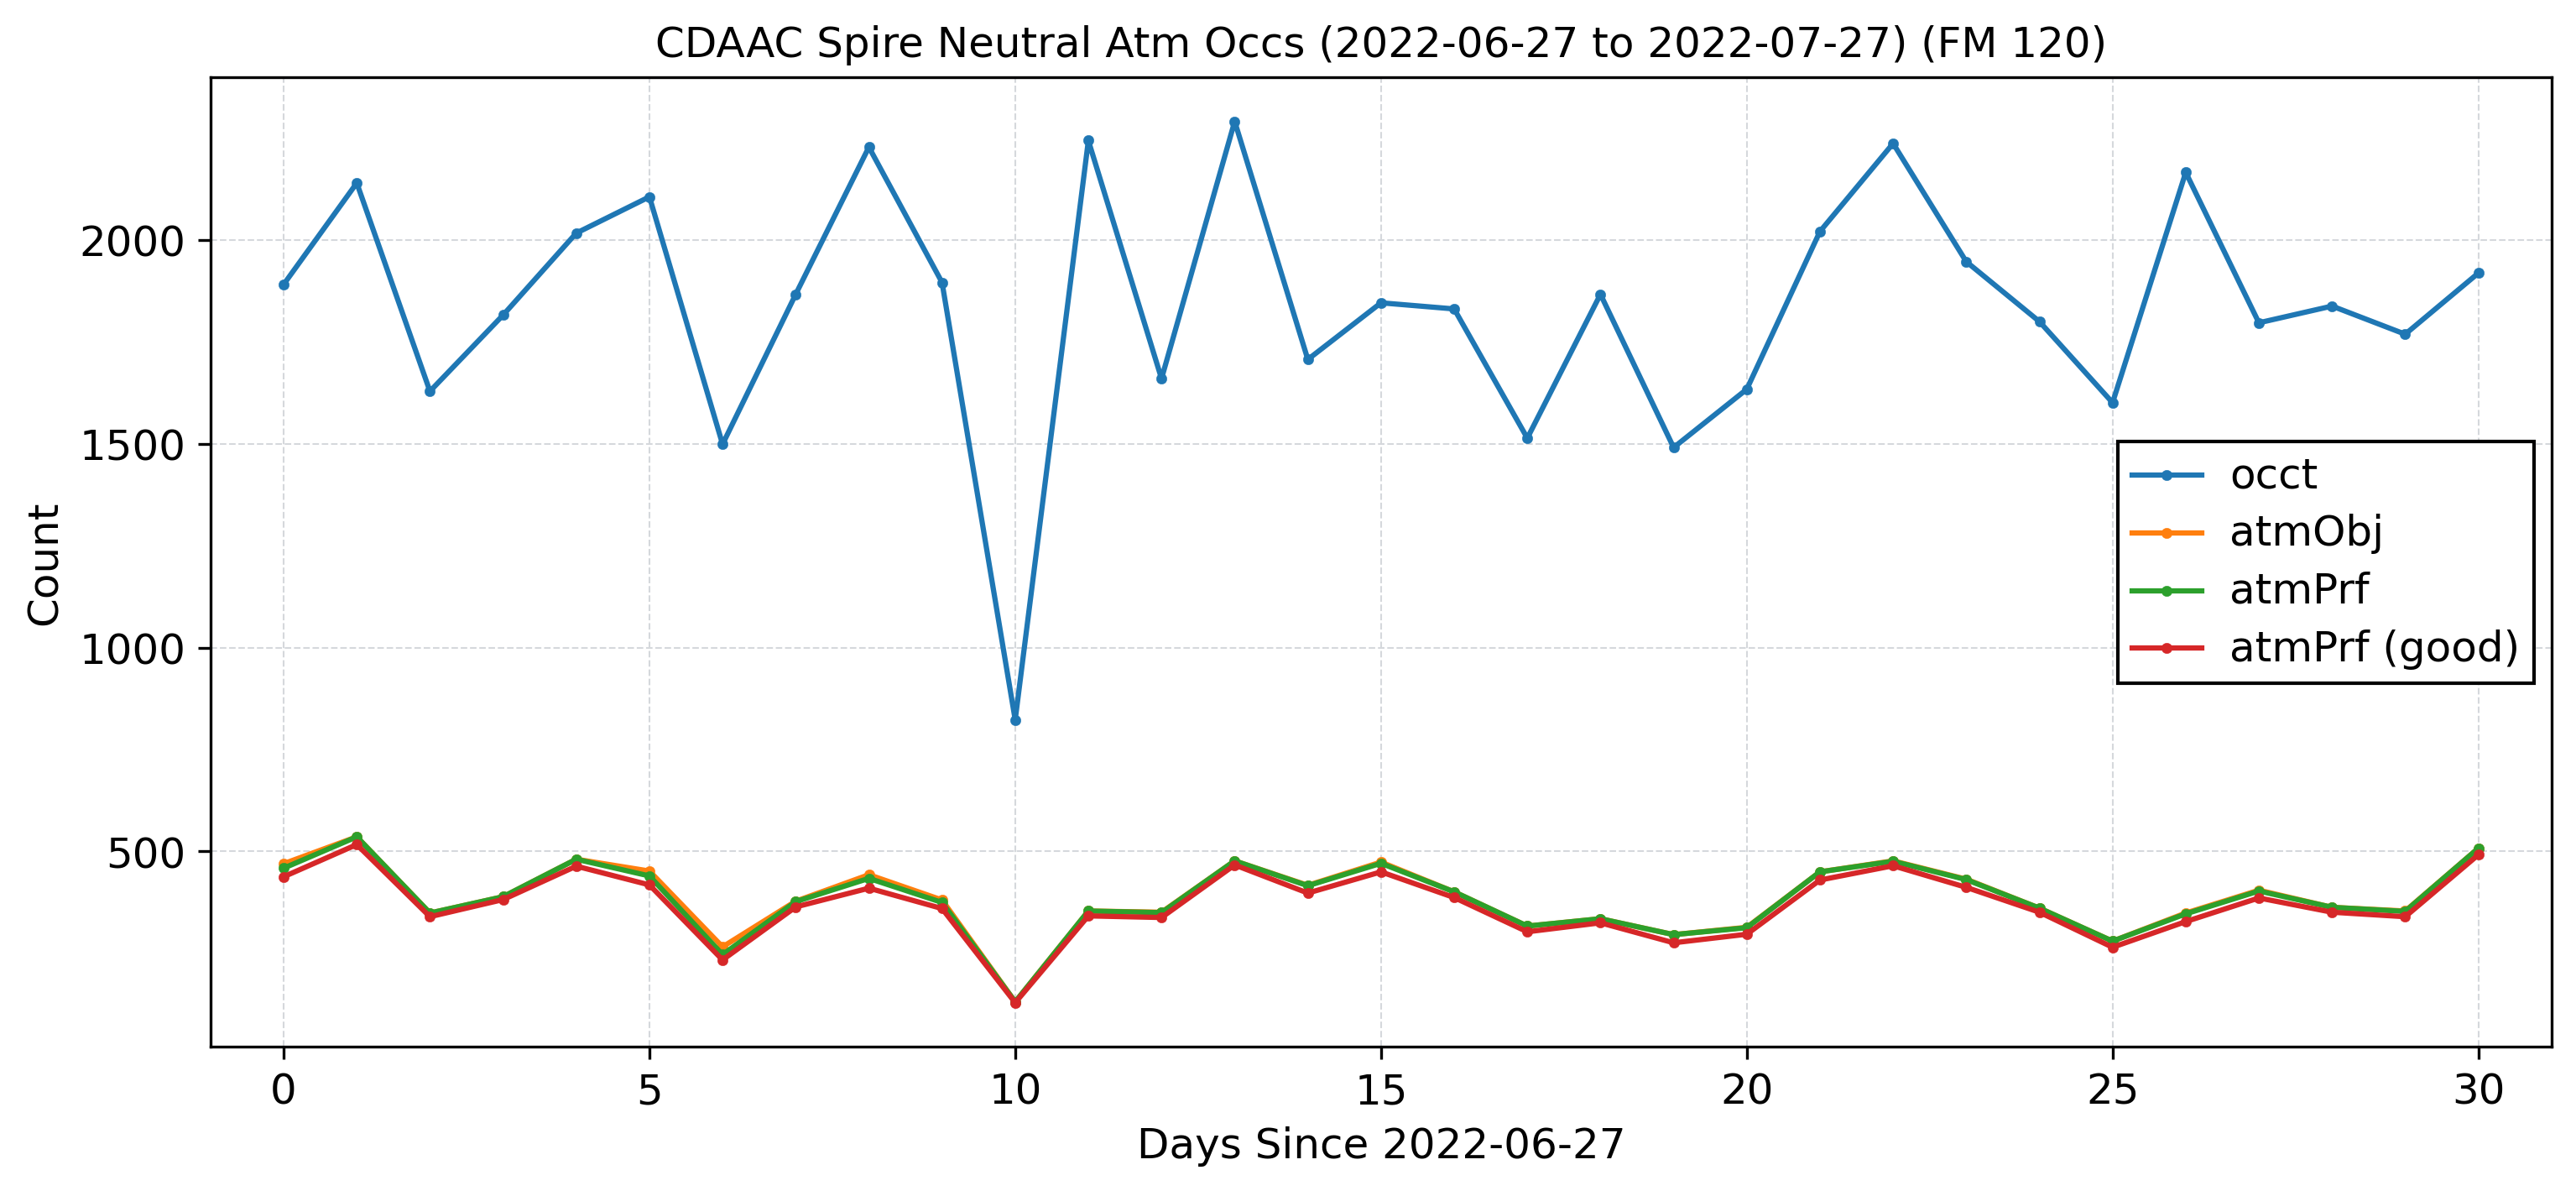 CDAAC Spire Neutral Atm Occs (2022-06-27 to 2022-07-27) (FM 120)
2000
1500
1000
500
Count
occt
atmObj
atmPrf
atmPrf (good)
0 5 10 15 20 25 30
Days Since 2022-06-27